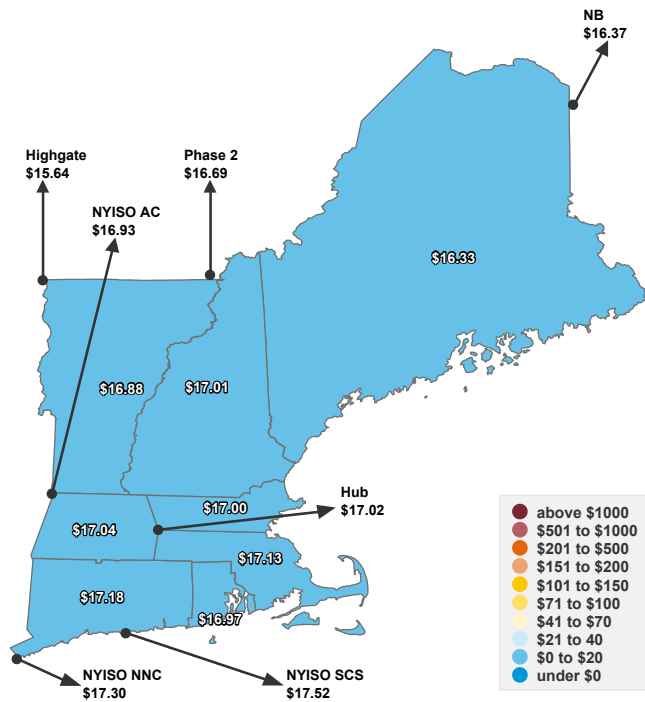 NB
$16.37
Highgate
$15.64
Phase 2
$16.69
NYISO AC
$16.93
$16.33
$16.88
$17.01
Hub
$17.02
$17.00
$17.04
$17.13
$17.18
$16.97
NYISO NNC
$17.30
NYISO SCS
$17.52
above $1000
$501 to $1000
$201 to $500
$151 to $200
$101 to $150
$71 to $100
$41 to $70
$21 to 40
$0 to $20
under $0